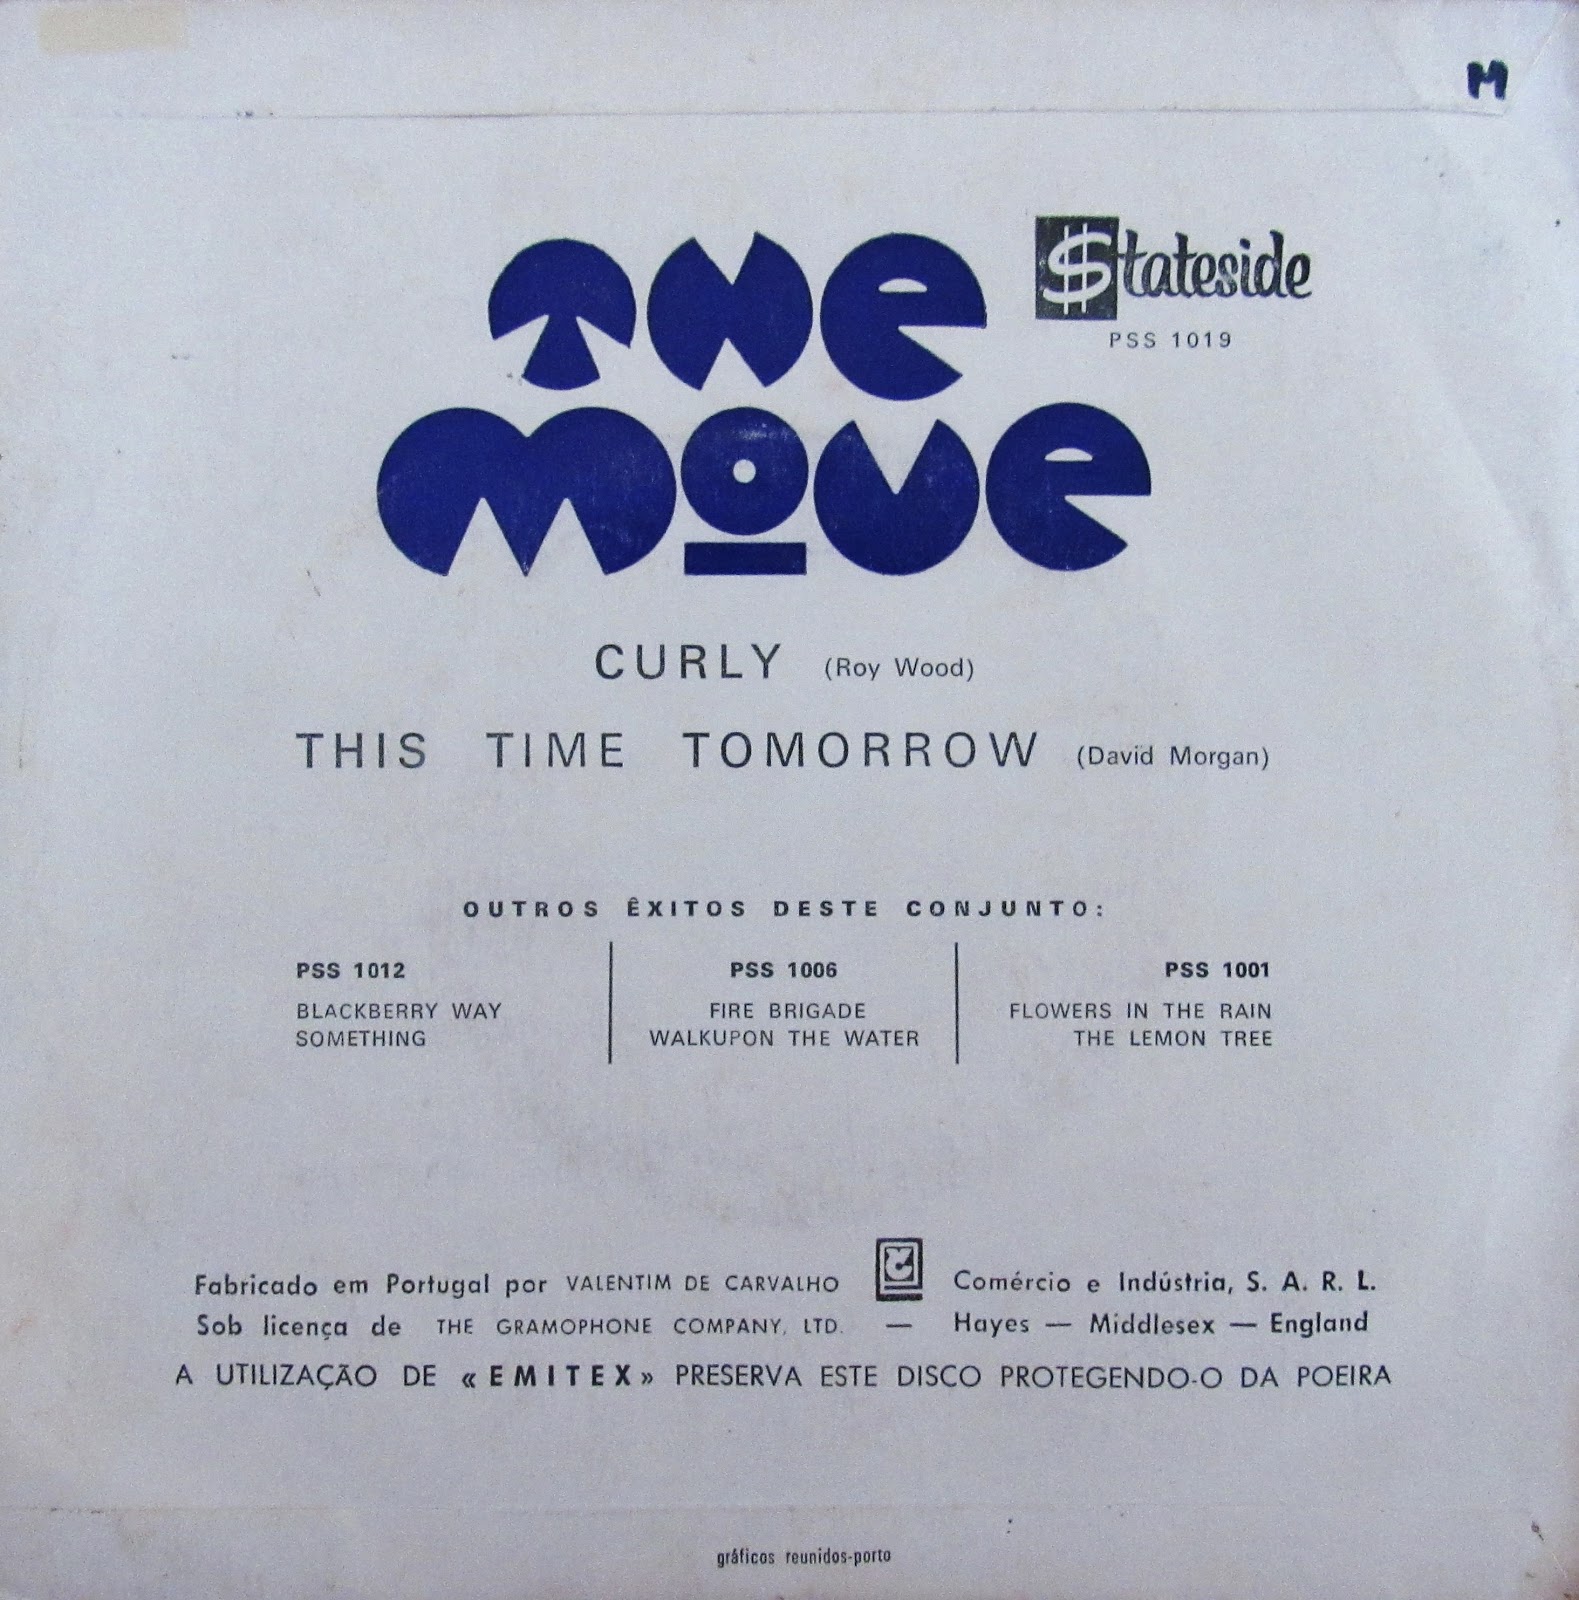 M
THE
MOVE
Stateside
PSS 1019
CURLY (Roy Wood)
THIS TIME TOMORROW (David Morgan)
OUTROS ÊXITOS DESTE CONJUNTO:
PSS 1012
BLACKBERRY WAY
SOMETHING
PSS 1006
FIRE BRIGADE
WALKUPON THE WATER
PSS 1001
FLOWERS IN THE RAIN
THE LEMON TREE
Fabricado em Portugal por VALENTIM DE CARVALHO Comércio e Indústria, S. A. R. L.
Sob licença de THE GRAMOPHONE COMPANY, LTD. — Hayes — Middlesex — England
A UTILIZAÇÃO DE «EMITEX» PRESERVA ESTE DISCO PROTEGENDO-O DA POEIRA
gráficos reunidos-porto